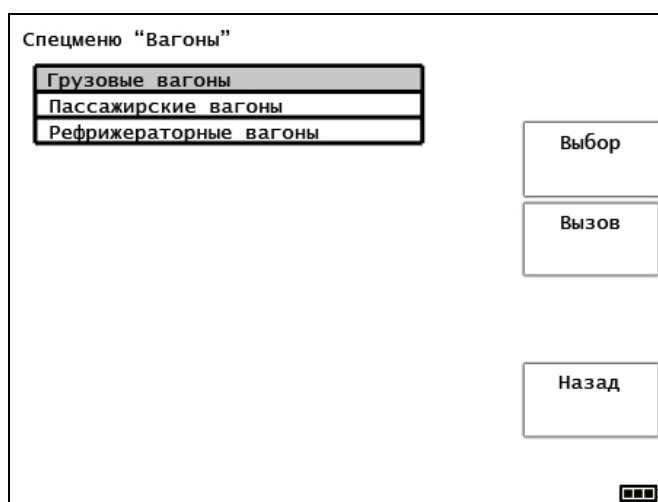 Спецменю “Вагоны”
Грузовые вагоны
Пассажирские вагоны
Рефрижераторные вагоны
Выбор
Вызов
Назад